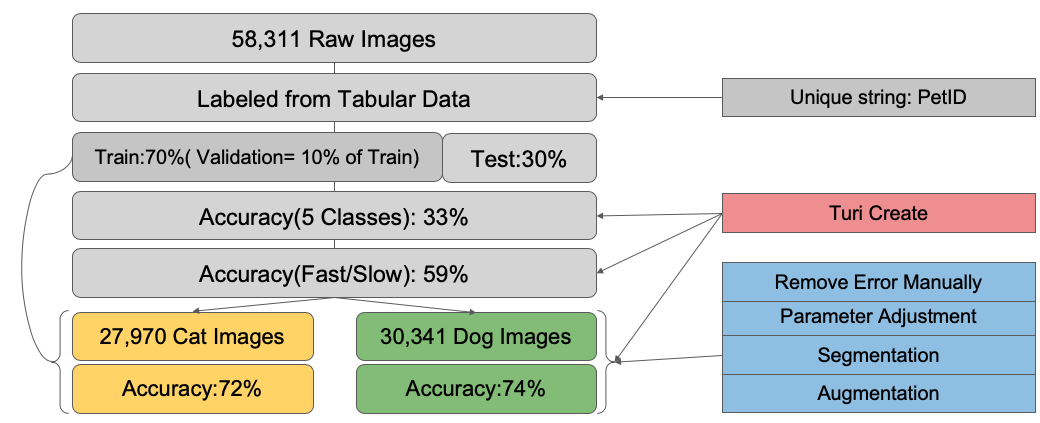 58,311 Raw Images
Labeled from Tabular Data
Unique string: PetID
Train:70%( Validation= 10% of Train)
Test:30%
Accuracy(5 Classes): 33%
Turi Create
Accuracy(Fast/Slow): 59%
Remove Error Manually
Parameter Adjustment
Segmentation
Augmentation
27,970 Cat Images
30,341 Dog Images
Accuracy:72%
Accuracy:74%